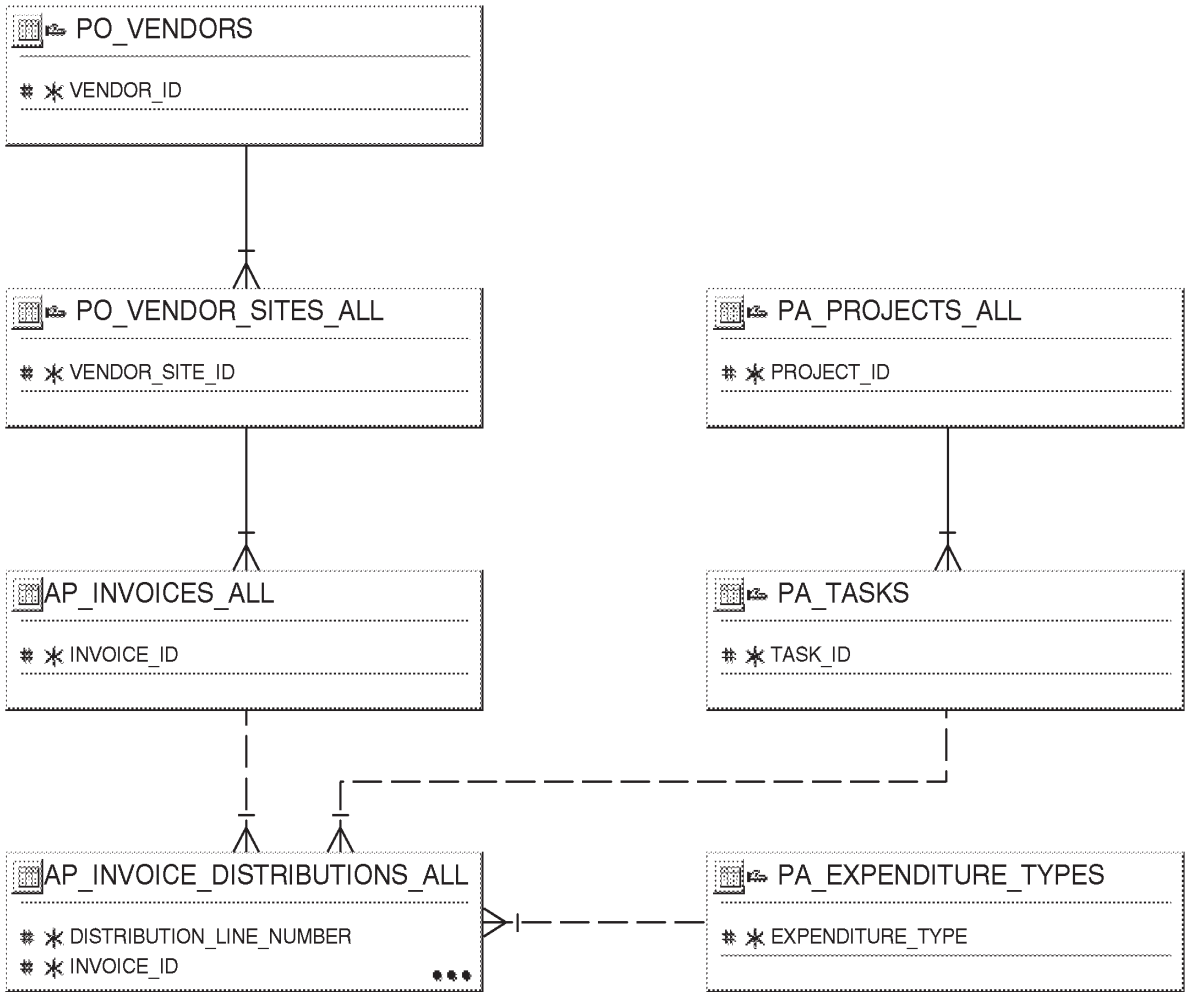 PO_VENDORS
# * VENDOR_ID
PO_VENDOR_SITES_ALL
# * VENDOR_SITE_ID
PA_PROJECTS_ALL
# * PROJECT_ID
AP_INVOICES_ALL
# * INVOICE_ID
PA_TASKS
# * TASK_ID
AP_INVOICE_DISTRIBUTIONS_ALL
# * DISTRIBUTION_LINE_NUMBER
# * INVOICE_ID
PA_EXPENDITURE_TYPES
# * EXPENDITURE_TYPE